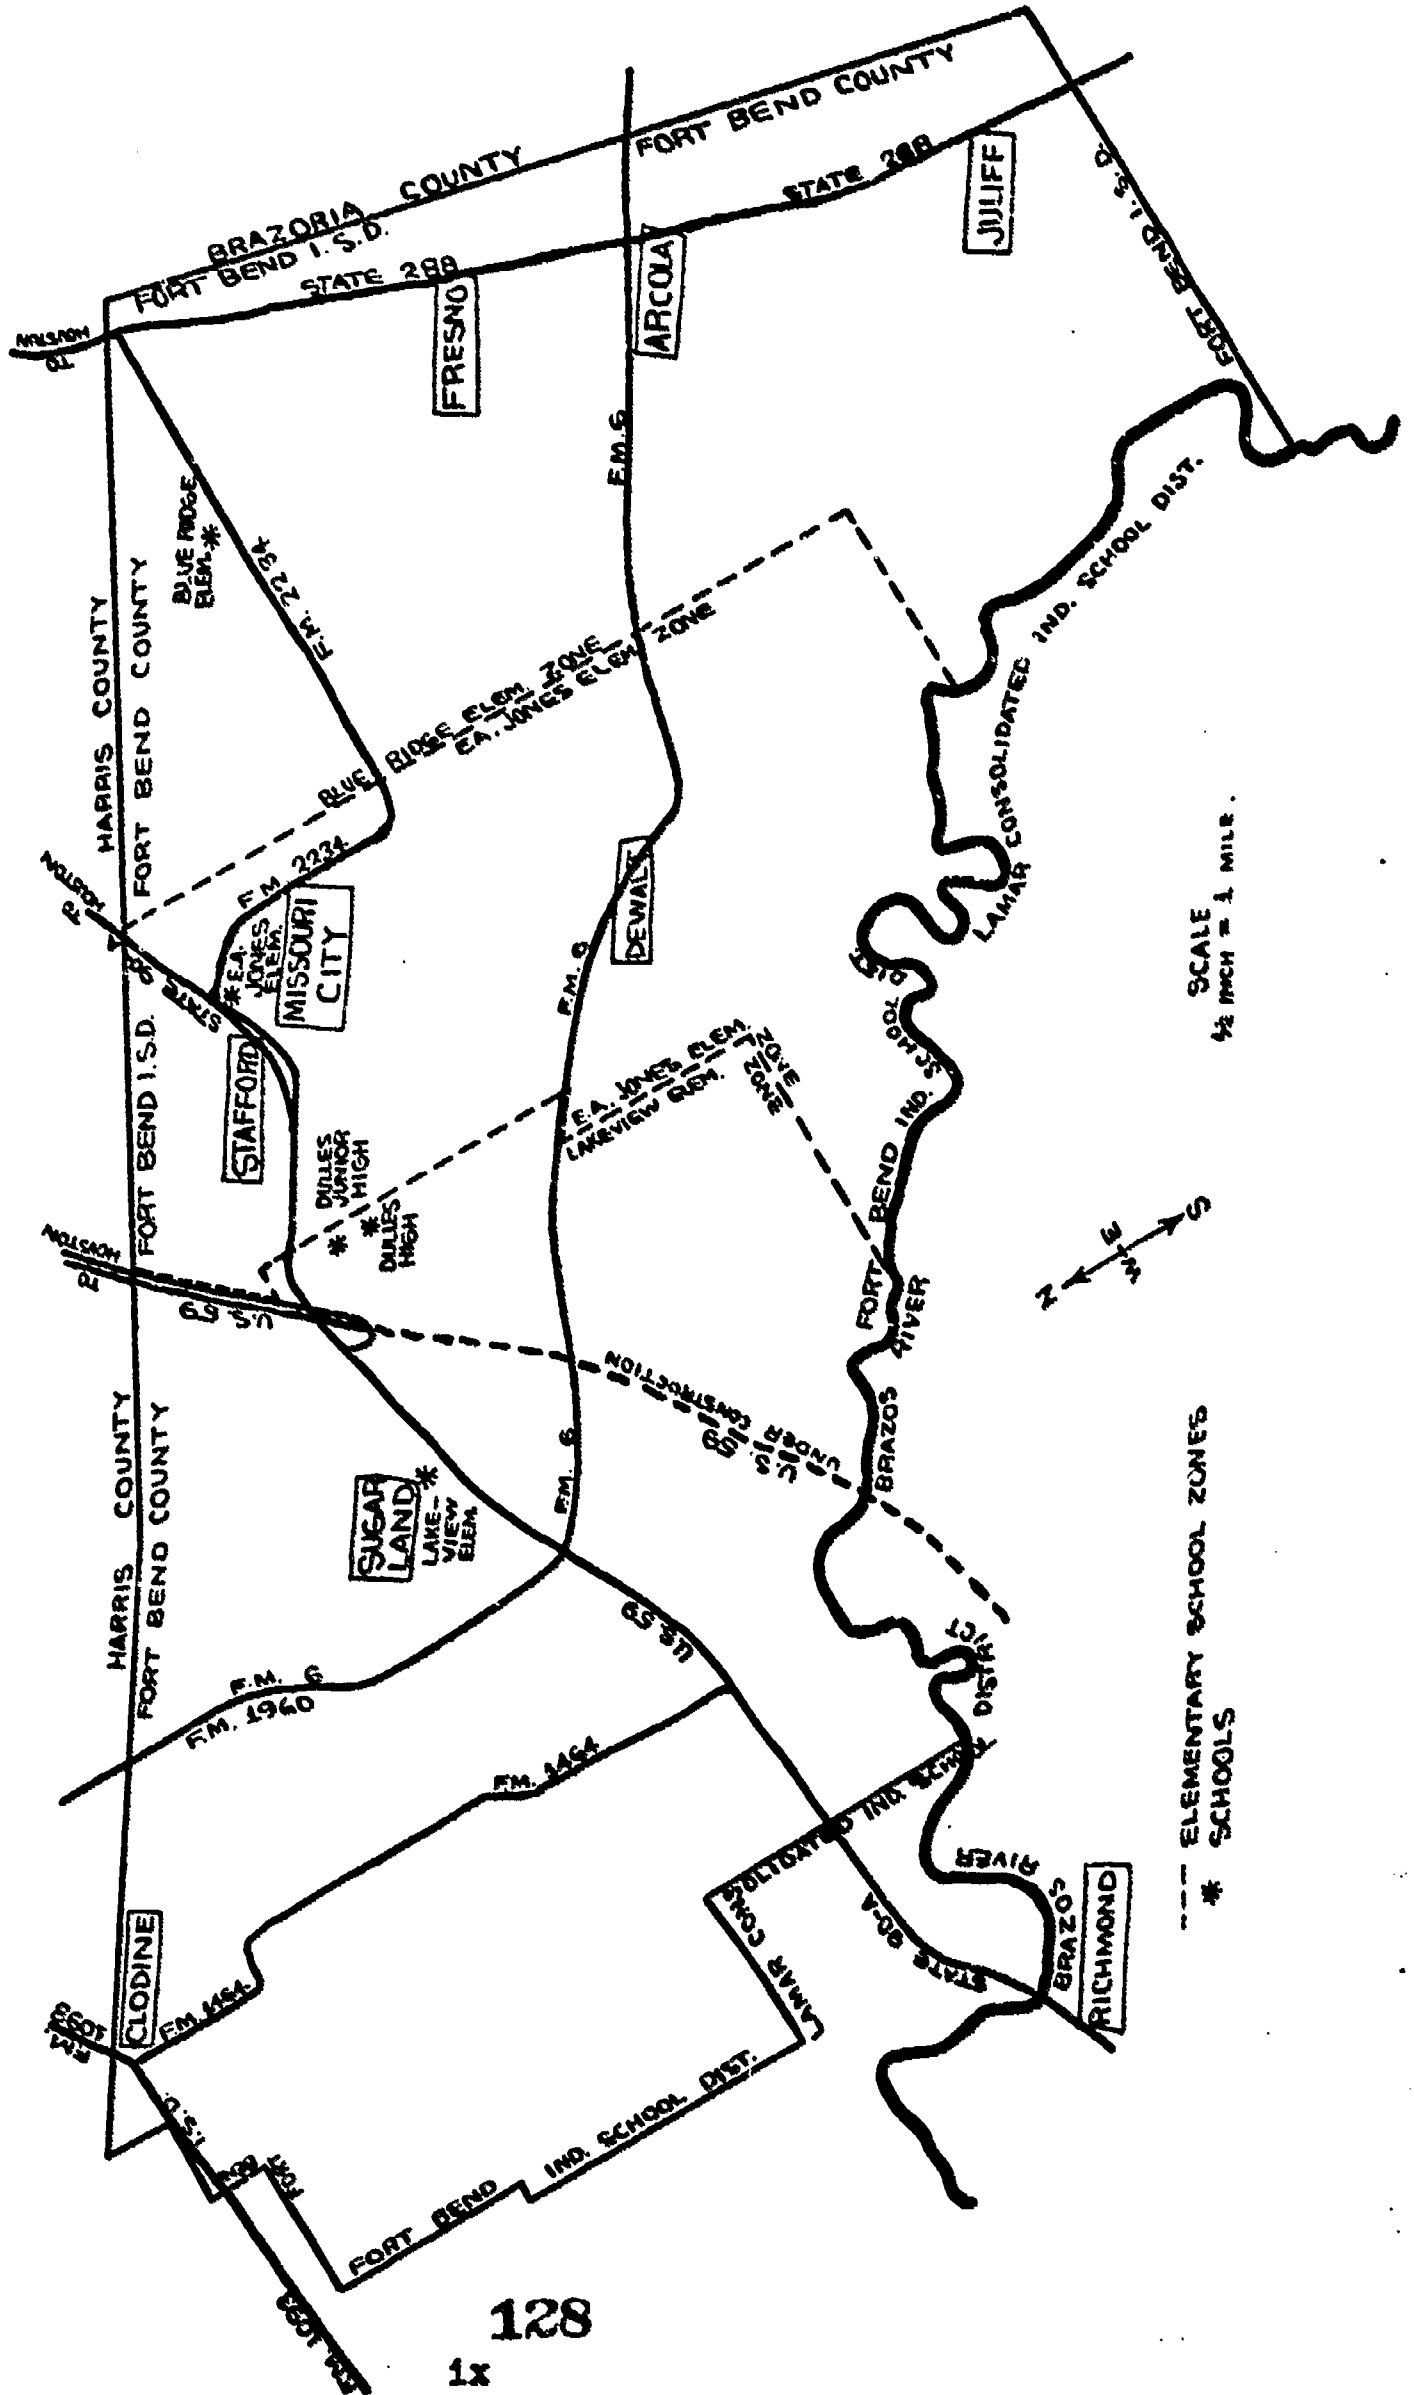 BRAZORIA COUNTY
FORT BEND I.S.D.
FORT BEND COUNTY
TO HOUSTON
STATE 288
STATE 288
FRESNO
ARCOLA
JULIFF
FORT BEND I.S.D.
F.M. 6
BLUE RIDGE
ELEM. *
F.M. 2234
HARRIS COUNTY
FORT BEND COUNTY
BLUE RIDGE ELEM. ZONE
E.A. JONES ELEM. ZONE
F.M. 2234
TO HOUSTON
STATE
* E.A.
JONES
ELEM.
MISSOURI
CITY
STAFFORD
DEWALT
F.M. 6
FORT BEND I.S.D.
DULLES
JUNIOR
HIGH
*
* DULLES
HIGH
E.A. JONES ELEM. ZONE
LAKEVIEW ELEM. ZONE
TO HOUSTON
U.S. 59
U.S. 59
UNDER CONSTRUCTION
LAMAR CONSOLIDATED IND. SCHOOL DIST.
FORT BEND IND. SCHOOL DIST.
BRAZOS RIVER
HARRIS COUNTY
FORT BEND COUNTY
SUGAR
LAND
*
LAKE-
VIEW
ELEM.
F.M. 6
U.S. 59
F.M. 6
F.M. 1960
F.M. 1464
CLODINE
F.M. 1093
F.M. 1464
LAMAR CONSOLIDATED IND. SCHOOL DISTRICT
STATE 90-A
BRAZOS RIVER
RICHMOND
FORT BEND I.S.D.
FORT BEND IND. SCHOOL DIST.
F.M. 1093
N
E
W
S
SCALE
1/2 INCH = 1 MILE.
--- ELEMENTARY SCHOOL ZONES
* SCHOOLS
128
ix